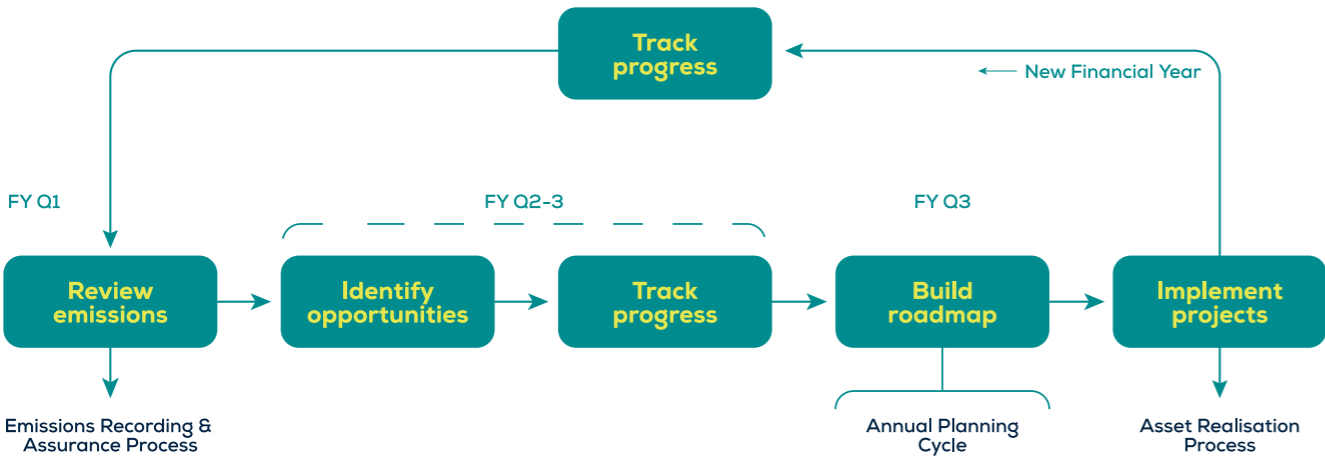 Track
progress
New Financial Year
FY Q1
FY Q2-3
FY Q3
Review
emissions
Identify
opportunities
Track
progress
Build
roadmap
Implement
projects
Emissions Recording &
Assurance Process
Annual Planning
Cycle
Asset Realisation
Process